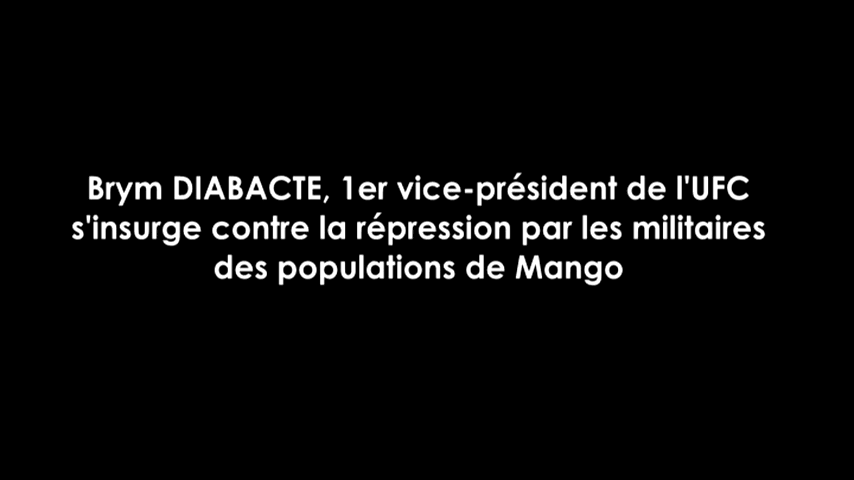 Brym DIABACTE, 1er vice-président de l'UFC
s'insurge contre la répression par les militaires
des populations de Mango